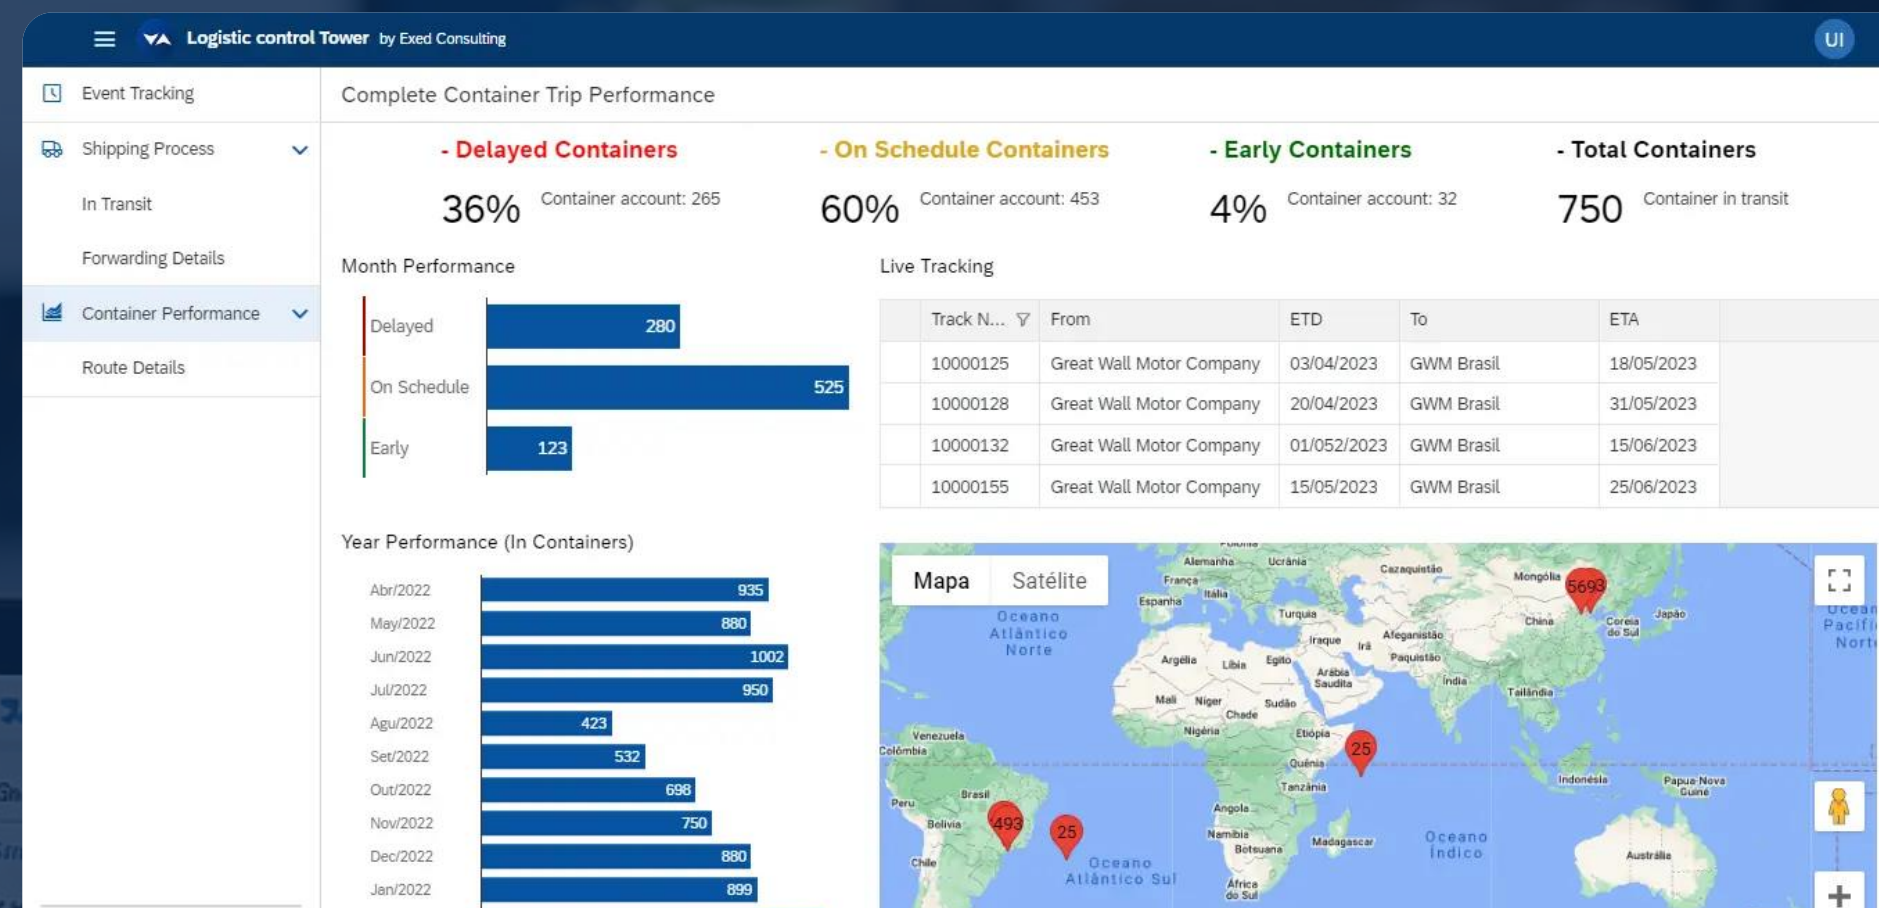 Logistic control Tower by Exed Consulting
UI
Event Tracking
Shipping Process
In Transit
Forwarding Details
Container Performance
Route Details
Complete Container Trip Performance
- Delayed Containers
36% Container account: 265
- On Schedule Containers
60% Container account: 453
- Early Containers
4% Container account: 32
- Total Containers
750 Container in transit
Month Performance
Delayed 280
On Schedule 525
Early 123
Live Tracking
Track N... From ETD To ETA
10000125 Great Wall Motor Company 03/04/2023 GWM Brasil 18/05/2023
10000128 Great Wall Motor Company 20/04/2023 GWM Brasil 31/05/2023
10000132 Great Wall Motor Company 01/052/2023 GWM Brasil 15/06/2023
10000155 Great Wall Motor Company 15/05/2023 GWM Brasil 25/06/2023
Year Performance (In Containers)
Abr/2022 935
May/2022 880
Jun/2022 1002
Jul/2022 950
Agu/2022 423
Set/2022 532
Out/2022 698
Nov/2022 750
Dec/2022 880
Jan/2022 899
Mapa Satélite
Polônia
Alemanha
Ucrânia
França
Cazaquistão
Mongólia
Itália
Espanha
Oceano
Atlântico
Norte
Turquia
China
Coreia
do Sul
Japão
Iraque
Irã
Afeganistão
Paquistão
Argélia
Líbia
Egito
Arábia
Saudita
Índia
Tailândia
Mali
Níger
Chade
Sudão
Nigéria
Etiópia
25
Venezuela
Colômbia
Quênia
Tanzânia
Indonésia
Papua-Nova
Guiné
Brasil
Peru
Bolívia
493
25
Angola
Namíbia
Botsuana
Madagascar
Oceano
Índico
Austrália
Chile
Oceano
Atlântico Sul
África
do Sul